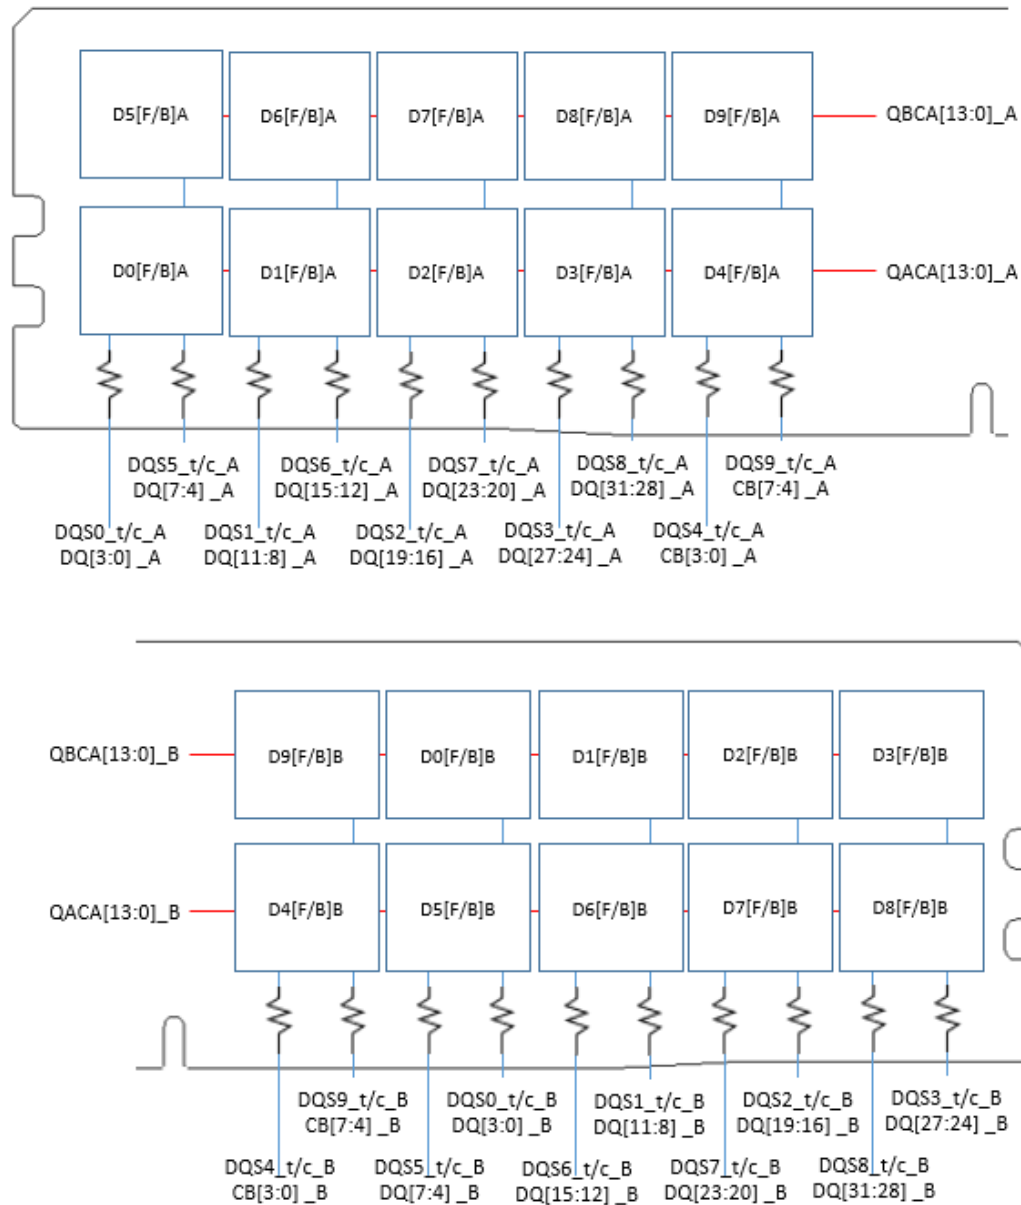 D5[F/B]A
D6[F/B]A
D7[F/B]A
D8[F/B]A
D9[F/B]A
QBCA[13:0]_A
D0[F/B]A
D1[F/B]A
D2[F/B]A
D3[F/B]A
D4[F/B]A
QACA[13:0]_A
DQS5_t/c_A
DQ[7:4] _A
DQS6_t/c_A
DQ[15:12] _A
DQS7_t/c_A
DQ[23:20] _A
DQS8_t/c_A
DQ[31:28] _A
DQS9_t/c_A
CB[7:4] _A
DQS0_t/c_A
DQ[3:0] _A
DQS1_t/c_A
DQ[11:8] _A
DQS2_t/c_A
DQ[19:16] _A
DQS3_t/c_A
DQ[27:24] _A
DQS4_t/c_A
CB[3:0] _A
QBCA[13:0]_B
D9[F/B]B
D0[F/B]B
D1[F/B]B
D2[F/B]B
D3[F/B]B
QACA[13:0]_B
D4[F/B]B
D5[F/B]B
D6[F/B]B
D7[F/B]B
D8[F/B]B
DQS9_t/c_B
CB[7:4] _B
DQS0_t/c_B
DQ[3:0] _B
DQS1_t/c_B
DQ[11:8] _B
DQS2_t/c_B
DQ[19:16] _B
DQS3_t/c_B
DQ[27:24] _B
DQS4_t/c_B
CB[3:0] _B
DQS5_t/c_B
DQ[7:4] _B
DQS6_t/c_B
DQ[15:12] _B
DQS7_t/c_B
DQ[23:20] _B
DQS8_t/c_B
DQ[31:28] _B